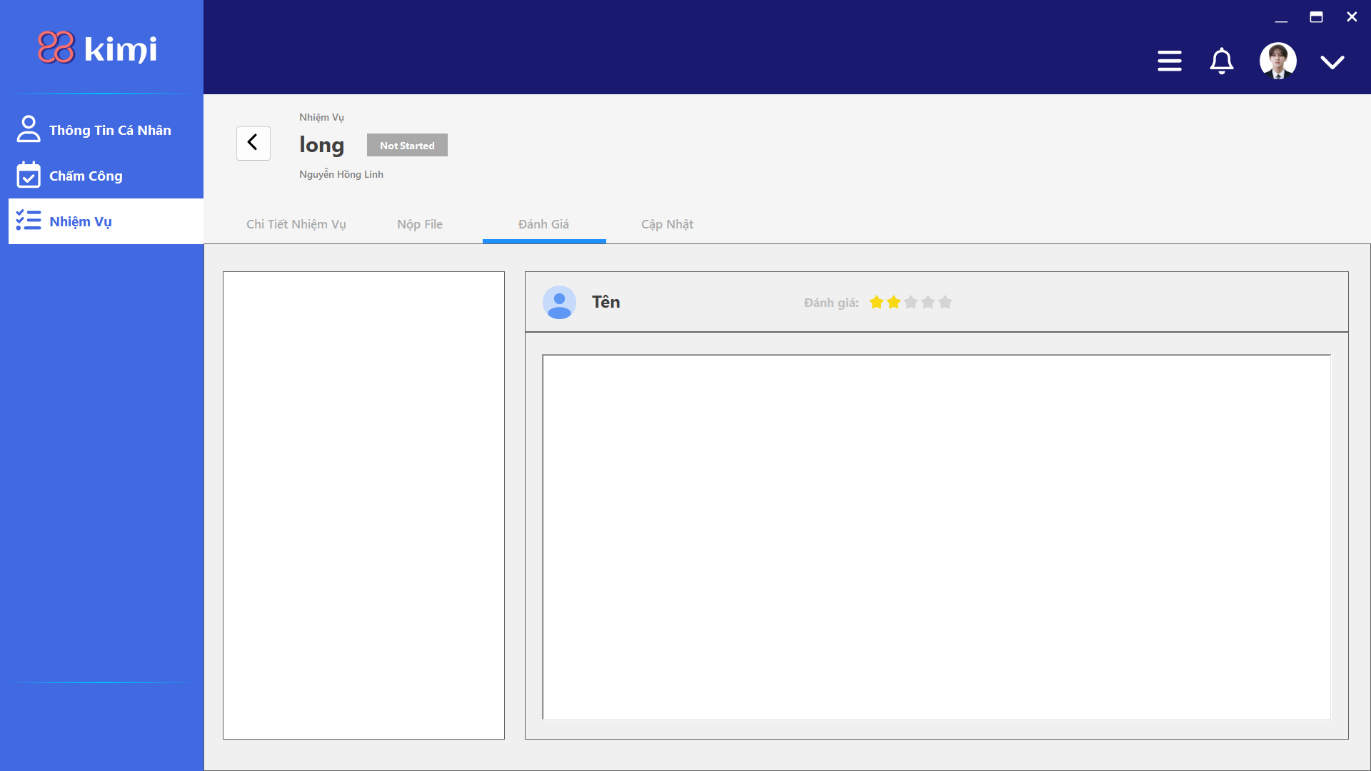 kimi
Thông Tin Cá Nhân
Chấm Công
Nhiệm Vụ
Nhiệm Vụ
long
Not Started
Nguyễn Hồng Linh
Chi Tiết Nhiệm Vụ
Nộp File
Đánh Giá
Cập Nhật
Tên
Đánh giá: